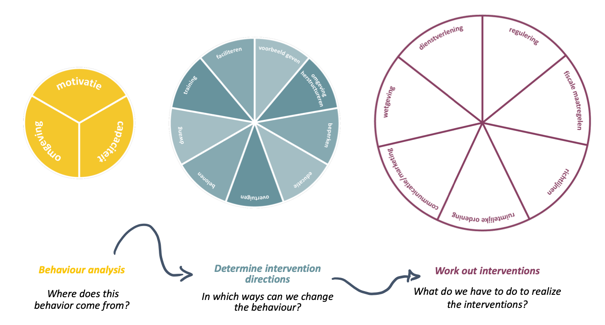 motivatie
capaciteit
omgeving
voorbeeld geven
omgeving
herstructureren
beperken
educatie
overtuigen
belonen
dwang
training
faciliteren
regulering
fiscale maatregelen
richtlijnen
ruimtelijke ordening
communicatie/marketing
wetgeving
dienstverlening
Behaviour analysis
Where does this
behavior come from?
Determine intervention
directions
In which ways can we change
the behaviour?
Work out interventions
What do we have to do to realize
the interventions?